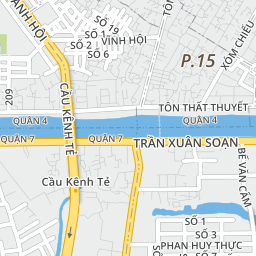 ÁNH HỘI
SỐ 19
SỐ 1
VĨNH HỘI
SỐ 2
SỐ 6
P.15
XÓM CHIẾU
209
CẦU KÊNH TẺ
TÔN THẤT THUYẾT
QUẬN 4
QUẬN 4
QUẬN 7
QUẬN 7
TRẦN XUÂN SOẠN
BẾ VĂN CẤM
Cầu Kênh Tẻ
SỐ 1
SỐ 3
PHAN HUY THỰC